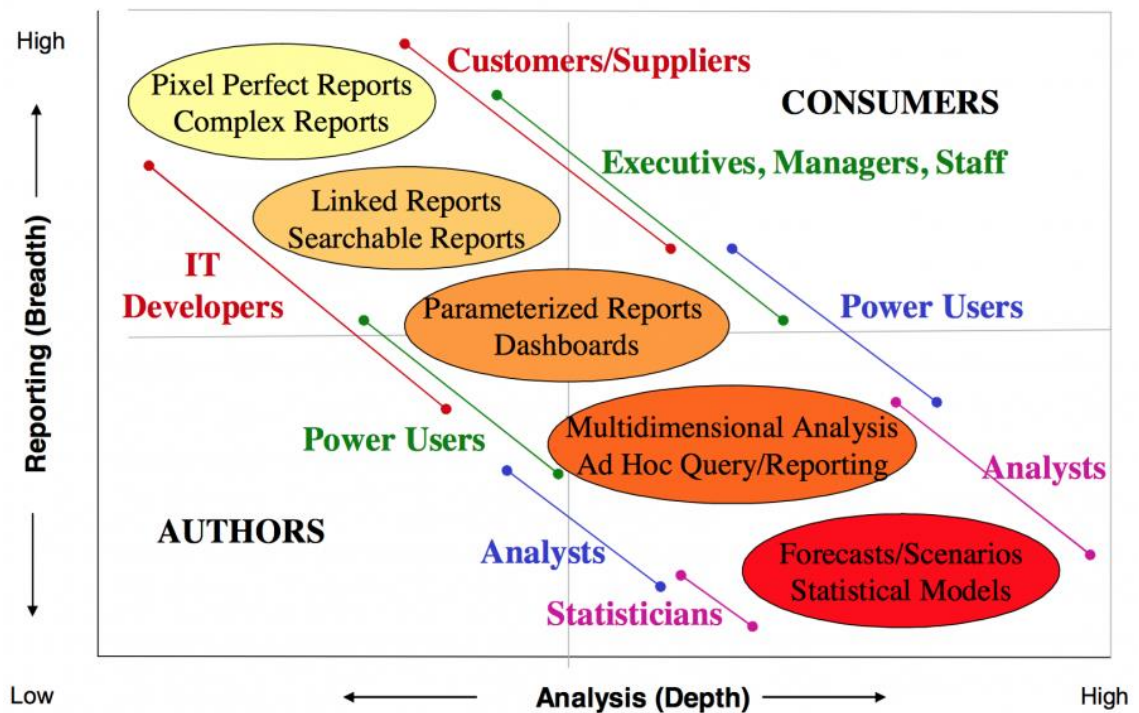 High
Pixel Perfect Reports
Complex Reports
Customers/Suppliers
CONSUMERS
Executives, Managers, Staff
Linked Reports
Searchable Reports
IT
Developers
Parameterized Reports
Dashboards
Power Users
Reporting (Breadth)
Power Users
Multidimensional Analysis
Ad Hoc Query/Reporting
Analysts
AUTHORS
Analysts
Forecasts/Scenarios
Statistical Models
Statisticians
Low
Analysis (Depth)
High